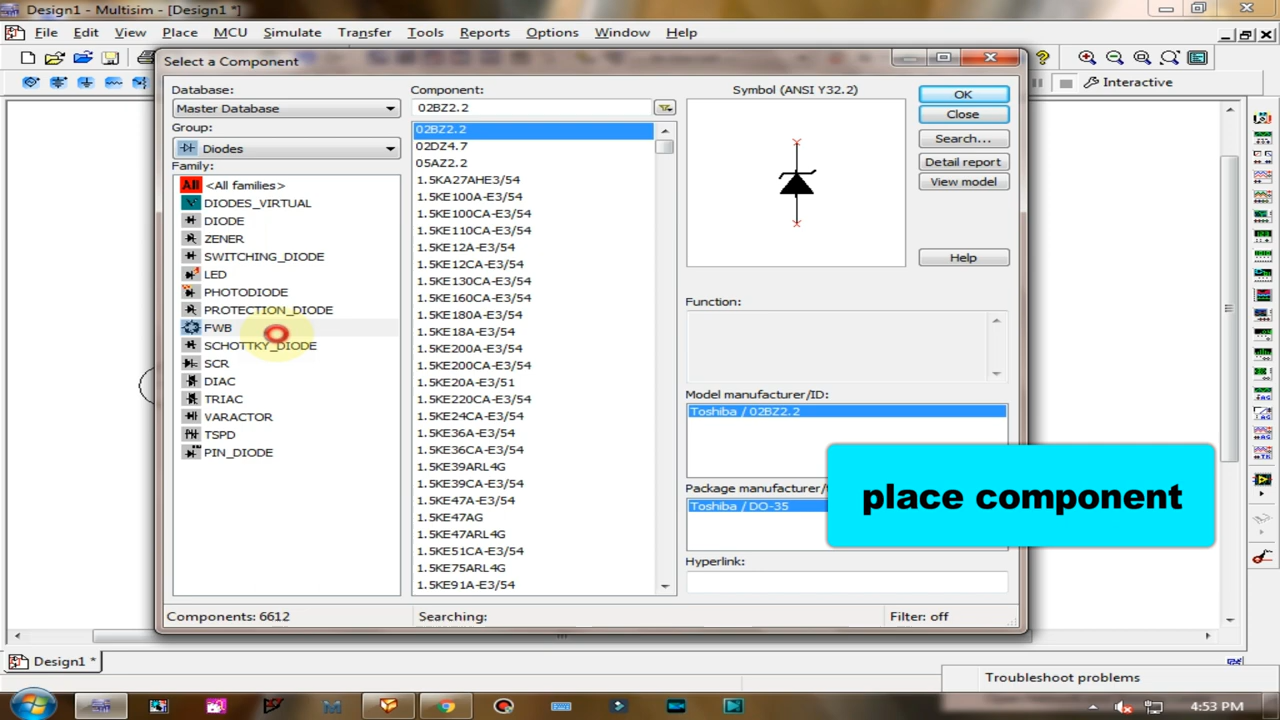 Design1 - Multisim - [Design1 *]
File Edit View Place MCU Simulate Transfer Tools Reports Options Window Help
Interactive
Select a Component
Database:
Master Database
Group:
Diodes
Family:
All <All families>
DIODES_VIRTUAL
DIODE
ZENER
SWITCHING_DIODE
LED
PHOTODIODE
PROTECTION_DIODE
FWB
SCHOTTKY_DIODE
SCR
DIAC
TRIAC
VARACTOR
TSPD
PIN_DIODE
Component:
02BZ2.2
02BZ2.2
02DZ4.7
05AZ2.2
1.5KA27AHE3/54
1.5KE100A-E3/54
1.5KE100CA-E3/54
1.5KE110CA-E3/54
1.5KE12A-E3/54
1.5KE12CA-E3/54
1.5KE130CA-E3/54
1.5KE160CA-E3/54
1.5KE180A-E3/54
1.5KE18A-E3/54
1.5KE200A-E3/54
1.5KE200CA-E3/54
1.5KE20A-E3/51
1.5KE220CA-E3/54
1.5KE24CA-E3/54
1.5KE36A-E3/54
1.5KE36CA-E3/54
1.5KE39ARL4G
1.5KE39CA-E3/54
1.5KE47A-E3/54
1.5KE47AG
1.5KE47ARL4G
1.5KE51CA-E3/54
1.5KE75ARL4G
1.5KE91A-E3/54
Symbol (ANSI Y32.2)
OK
Close
Search...
Detail report
View model
Help
Function:
Model manufacturer/ID:
Toshiba / 02BZ2.2
Package manufacturer/
Toshiba / DO-35
Hyperlink:
place component
Components: 6612
Searching:
Filter: off
Design1 *
Troubleshoot problems
4:53 PM